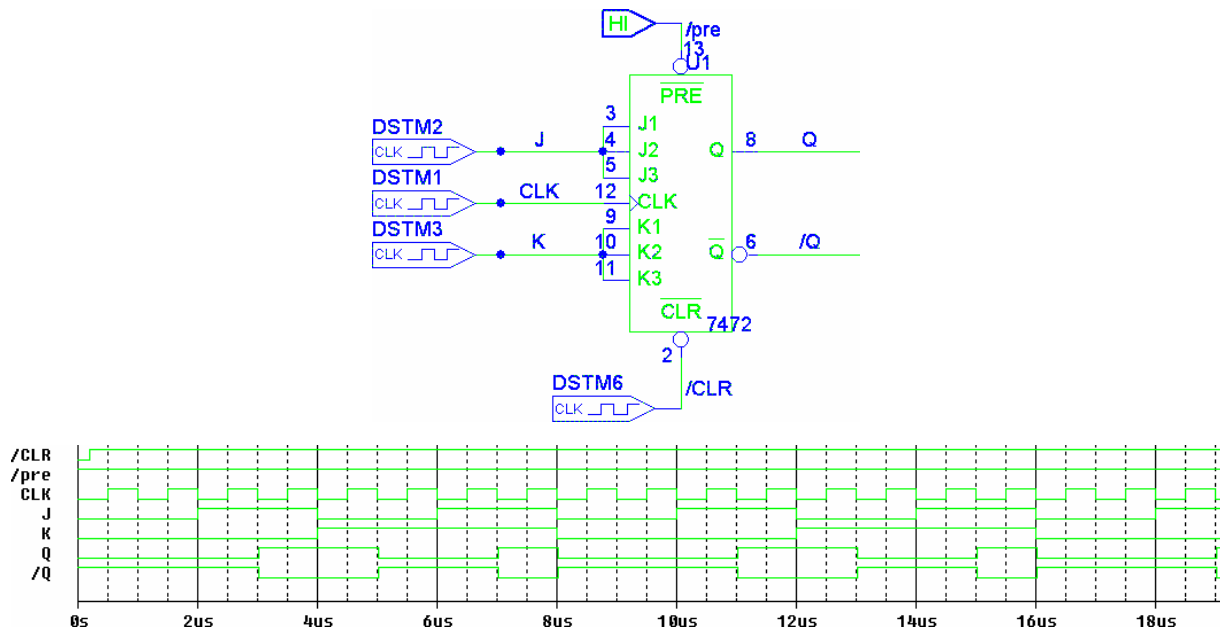 HI
/pre
13
U1
PRE
DSTM2
CLK
J
3
J1
4
J2
5
J3
Q
8
Q
DSTM1
CLK
CLK
12
CLK
9
K1
DSTM3
CLK
K
10
K2
11
K3
Q
6
/Q
CLR
7472
2
DSTM6
CLK
/CLR
/CLR
/pre
CLK
J
K
Q
/Q
0s 2us 4us 6us 8us 10us 12us 14us 16us 18us